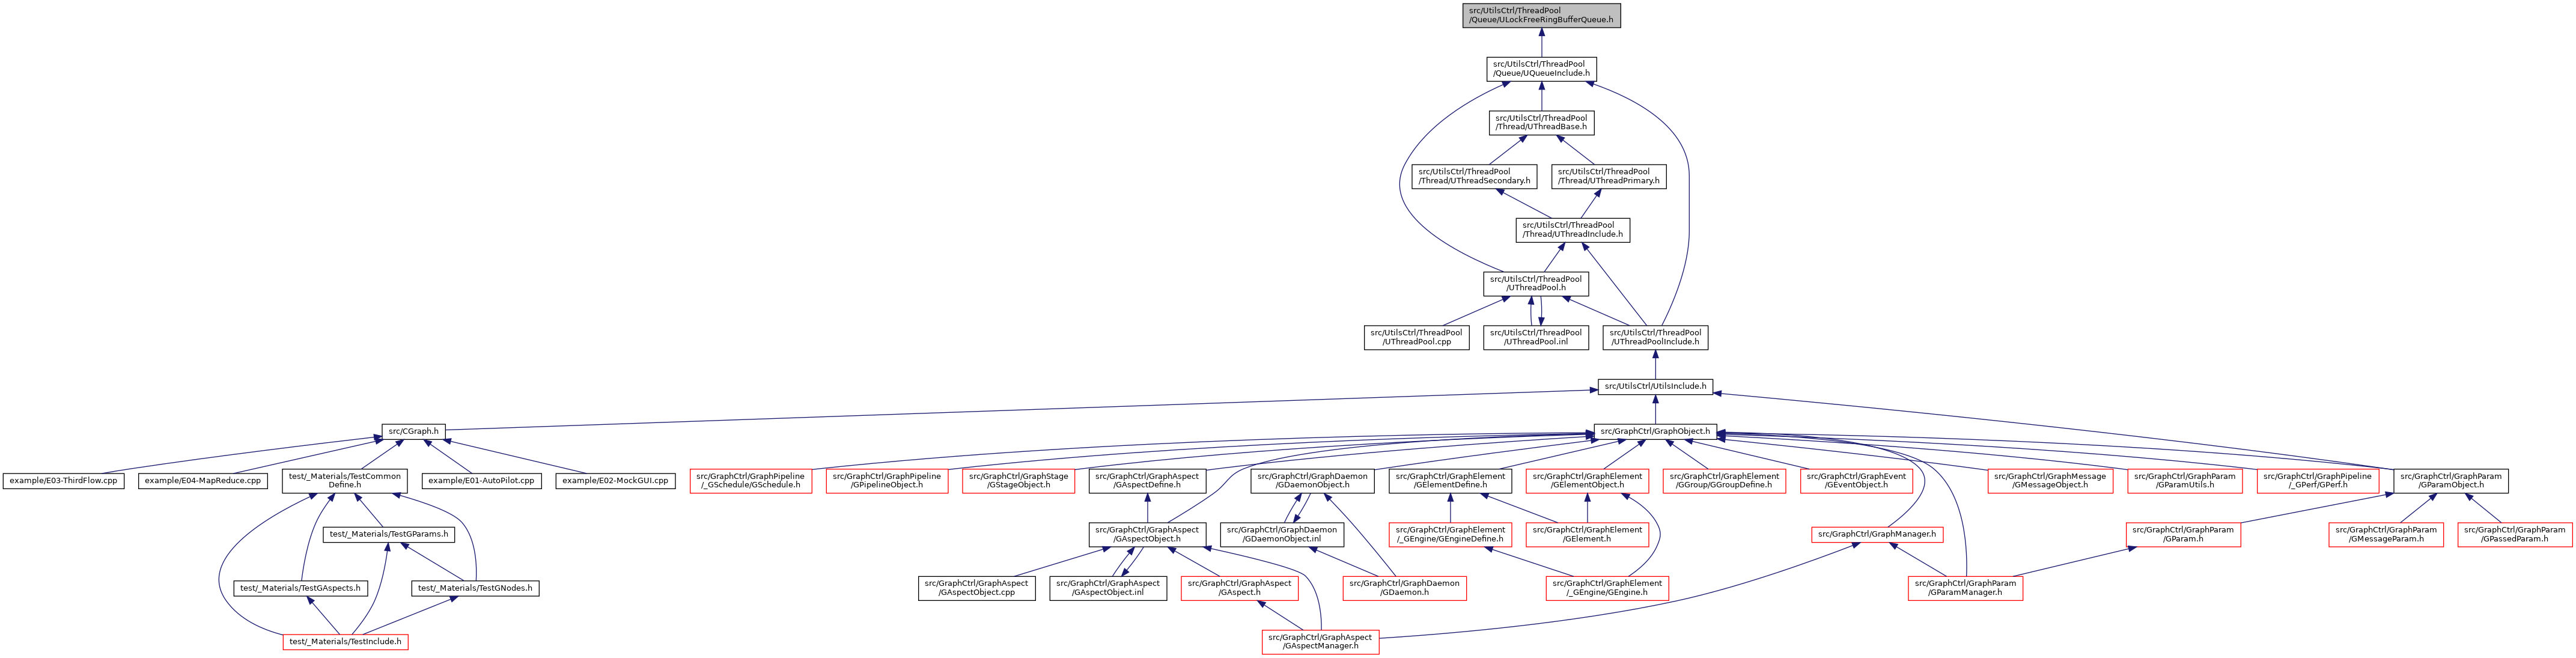 src/UtilsCtrl/ThreadPool
/Queue/ULockFreeRingBufferQueue.h
src/UtilsCtrl/ThreadPool
/Queue/UQueueInclude.h
src/UtilsCtrl/ThreadPool
/Thread/UThreadBase.h
src/UtilsCtrl/ThreadPool
/Thread/UThreadSecondary.h
src/UtilsCtrl/ThreadPool
/Thread/UThreadPrimary.h
src/UtilsCtrl/ThreadPool
/Thread/UThreadInclude.h
src/UtilsCtrl/ThreadPool
/UThreadPool.h
src/UtilsCtrl/ThreadPool
/UThreadPool.cpp
src/UtilsCtrl/ThreadPool
/UThreadPool.inl
src/UtilsCtrl/ThreadPool
/UThreadPoolInclude.h
src/UtilsCtrl/UtilsInclude.h
src/CGraph.h
src/GraphCtrl/GraphObject.h
example/E03-ThirdFlow.cpp
example/E04-MapReduce.cpp
test/_Materials/TestCommon
Define.h
example/E01-AutoPilot.cpp
example/E02-MockGUI.cpp
src/GraphCtrl/GraphPipeline
/_GSchedule/GSchedule.h
src/GraphCtrl/GraphPipeline
/GPipelineObject.h
src/GraphCtrl/GraphStage
/GStageObject.h
src/GraphCtrl/GraphAspect
/GAspectDefine.h
src/GraphCtrl/GraphDaemon
/GDaemonObject.h
src/GraphCtrl/GraphElement
/GElementDefine.h
src/GraphCtrl/GraphElement
/GElementObject.h
src/GraphCtrl/GraphElement
/GGroup/GGroupDefine.h
src/GraphCtrl/GraphEvent
/GEventObject.h
src/GraphCtrl/GraphMessage
/GMessageObject.h
src/GraphCtrl/GraphParam
/GParamUtils.h
src/GraphCtrl/GraphPipeline
/_GPerf/GPerf.h
src/GraphCtrl/GraphParam
/GParamObject.h
test/_Materials/TestGParams.h
src/GraphCtrl/GraphAspect
/GAspectObject.h
src/GraphCtrl/GraphDaemon
/GDaemonObject.inl
src/GraphCtrl/GraphElement
/_GEngine/GEngineDefine.h
src/GraphCtrl/GraphElement
/GElement.h
src/GraphCtrl/GraphManager.h
src/GraphCtrl/GraphParam
/GParam.h
src/GraphCtrl/GraphParam
/GMessageParam.h
src/GraphCtrl/GraphParam
/GPassedParam.h
test/_Materials/TestGAspects.h
test/_Materials/TestGNodes.h
src/GraphCtrl/GraphAspect
/GAspectObject.cpp
src/GraphCtrl/GraphAspect
/GAspectObject.inl
src/GraphCtrl/GraphAspect
/GAspect.h
src/GraphCtrl/GraphDaemon
/GDaemon.h
src/GraphCtrl/GraphElement
/_GEngine/GEngine.h
src/GraphCtrl/GraphParam
/GParamManager.h
test/_Materials/TestInclude.h
src/GraphCtrl/GraphAspect
/GAspectManager.h